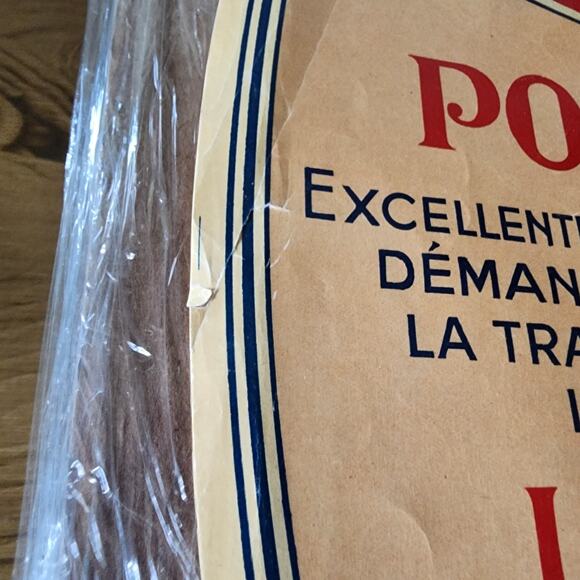 PO
EXCELLENT
DÉMAN
LA TRA
L